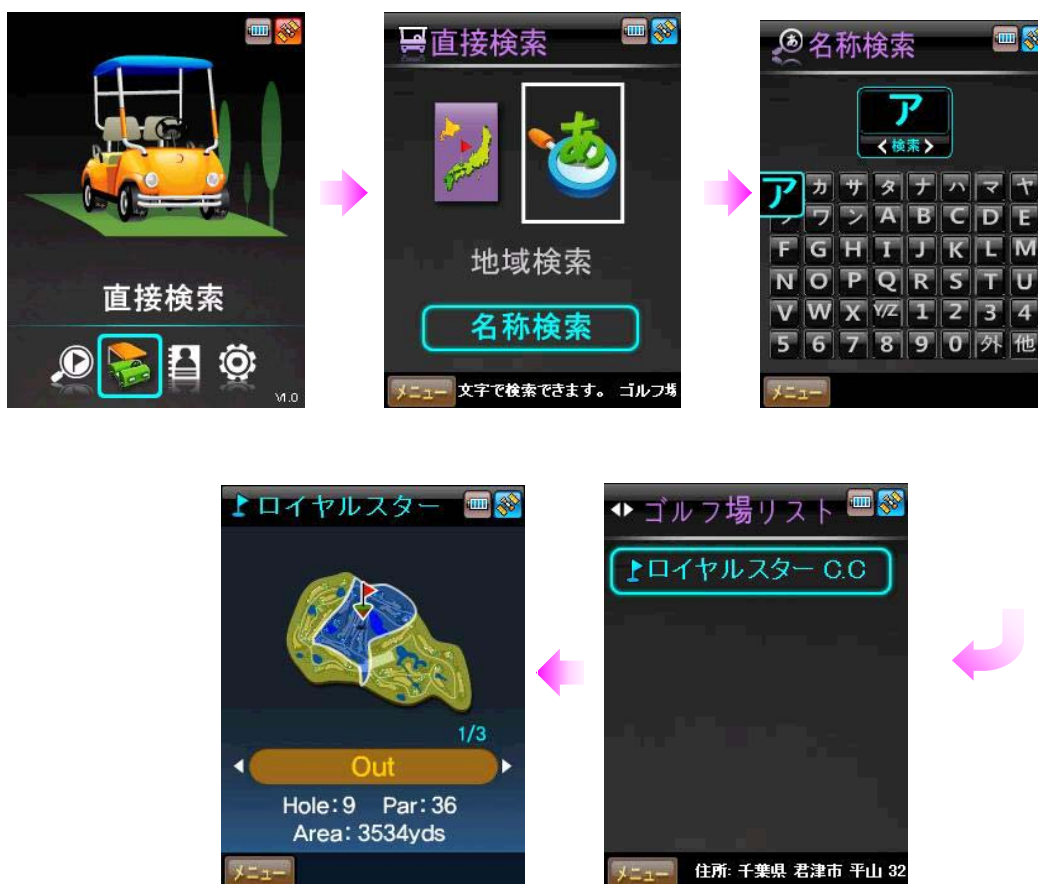 直接検索
V1.0
直接検索
地域検索
名称検索
メニュー 文字で検索できます。 ゴルフ場
名称検索
ア
検索
ア カ サ タ ナ ハ マ ヤ
ワ ン A B C D E
F G H I J K L M
N O P Q R S T U
V W X Y/Z 1 2 3 4
5 6 7 8 9 0 外 他
メニュー
ゴルフ場リスト
ロイヤルスター C.C
メニュー 住所: 千葉県 君津市 平山 32
ロイヤルスター
1/3
Out
Hole:9 Par:36
Area: 3534yds
メニュー